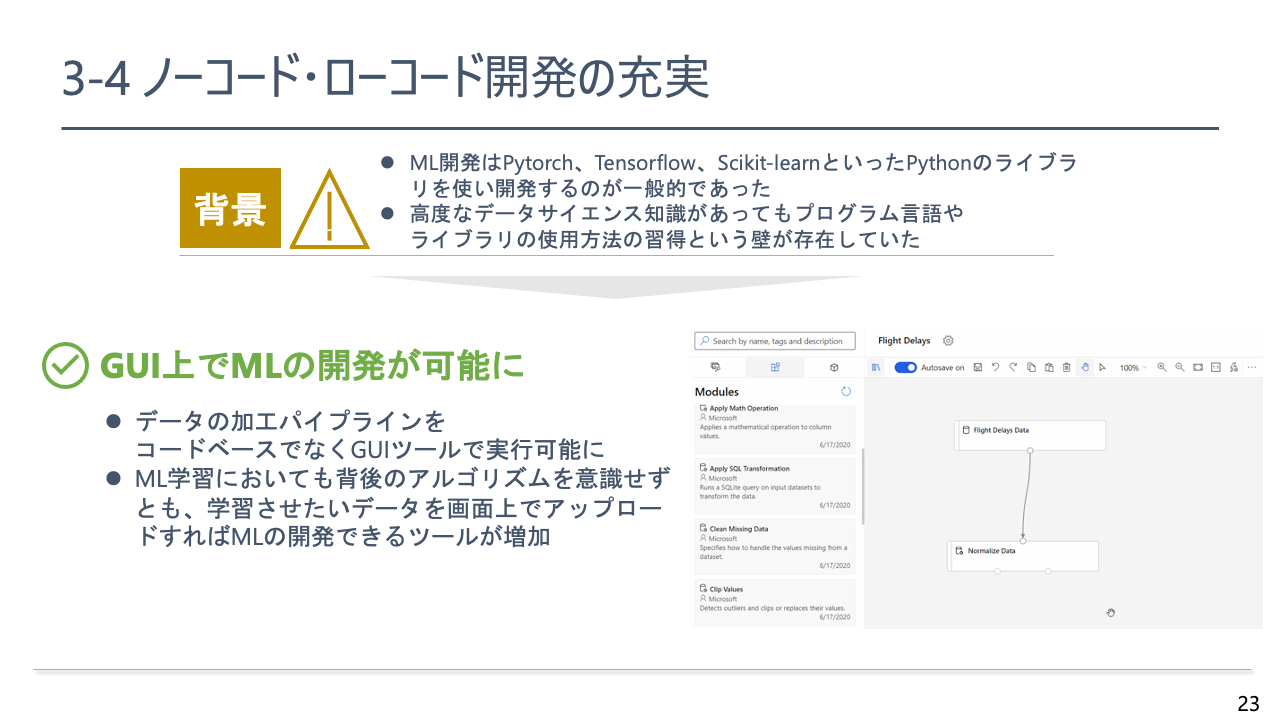 3-4 ノーコード・ローコード開発の充実
背景
● ML開発はPytorch、Tensorflow、Scikit-learnといったPythonのライブラ
リを使い開発するのが一般的であった
● 高度なデータサイエンス知識があってもプログラム言語や
ライブラリの使用方法の習得という壁が存在していた
GUI上でMLの開発が可能に
● データの加工パイプラインを
コードベースでなくGUIツールで実行可能に
● ML学習においても背後のアルゴリズムを意識せず
とも、学習させたいデータを画面上でアップロー
ドすればMLの開発できるツールが増加
Search by name, tags and description
Modules
Apply Math Operation
Microsoft
Applies a mathematical operation to column
values.
6/17/2020
Apply SQL Transformation
Microsoft
Runs a SQLite query on input datasets to
transform the data.
6/17/2020
Clean Missing Data
Microsoft
Specifies how to handle the values missing from a
dataset.
6/17/2020
Clip Values
Microsoft
Detects outliers and clips or replaces their values.
6/17/2020
Flight Delays
Autosave on
100%
Flight Delays Data
Normalize Data
23